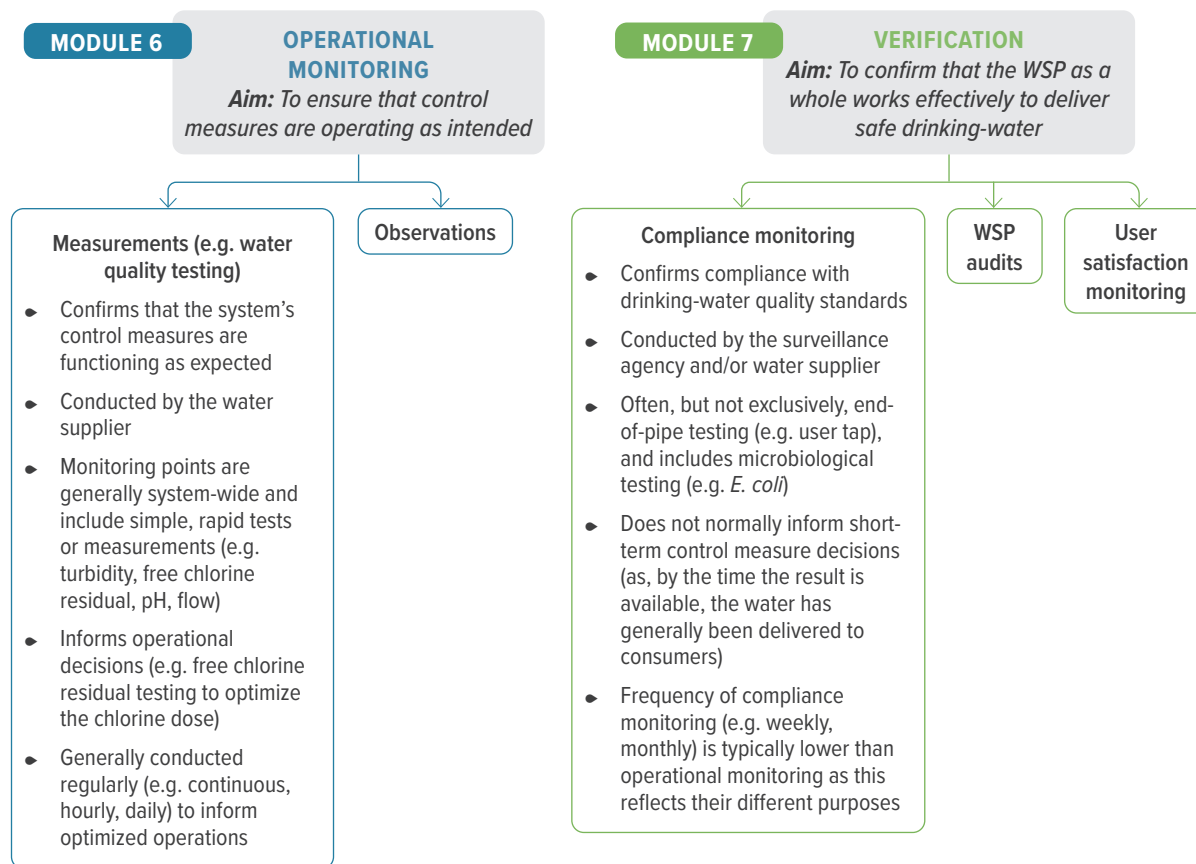 MODULE 6
OPERATIONAL
MONITORING
Aim: To ensure that control
measures are operating as intended
Measurements (e.g. water
quality testing)
Confirms that the system’s
control measures are
functioning as expected
Conducted by the water
supplier
Monitoring points are
generally system-wide and
include simple, rapid tests
or measurements (e.g.
turbidity, free chlorine
residual, pH, flow)
Informs operational
decisions (e.g. free chlorine
residual testing to optimize
the chlorine dose)
Generally conducted
regularly (e.g. continuous,
hourly, daily) to inform
optimized operations
Observations
MODULE 7
VERIFICATION
Aim: To confirm that the WSP as a
whole works effectively to deliver
safe drinking-water
Compliance monitoring
Confirms compliance with
drinking-water quality standards
Conducted by the surveillance
agency and/or water supplier
Often, but not exclusively, end-
of-pipe testing (e.g. user tap),
and includes microbiological
testing (e.g. E. coli)
Does not normally inform short-
term control measure decisions
(as, by the time the result is
available, the water has
generally been delivered to
consumers)
Frequency of compliance
monitoring (e.g. weekly,
monthly) is typically lower than
operational monitoring as this
reflects their different purposes
WSP
audits
User
satisfaction
monitoring